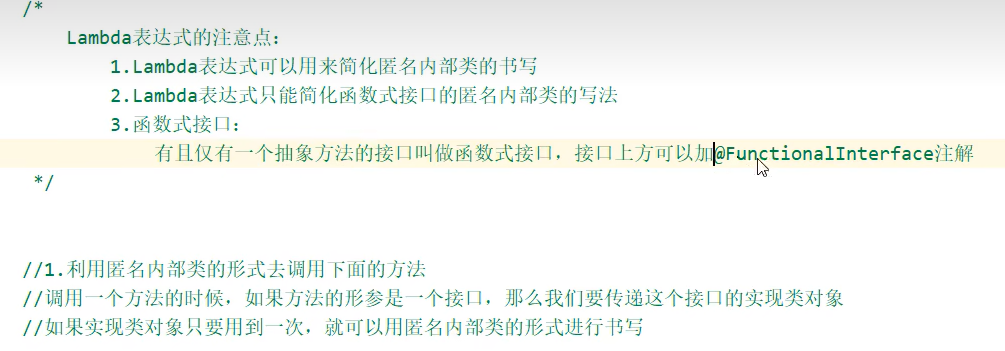 /*
Lambda表达式的注意点:
1.Lambda表达式可以用来简化匿名内部类的书写
2.Lambda表达式只能简化函数式接口的匿名内部类的写法
3.函数式接口:
有且仅有一个抽象方法的接口叫做函数式接口，接口上方可以加@FunctionalInterface注解
*/
//1.利用匿名内部类的形式去调用下面的方法
//调用一个方法的时候，如果方法的形参是一个接口，那么我们要传递这个接口的实现类对象
//如果实现类对象只要用到一次，就可以用匿名内部类的形式进行书写